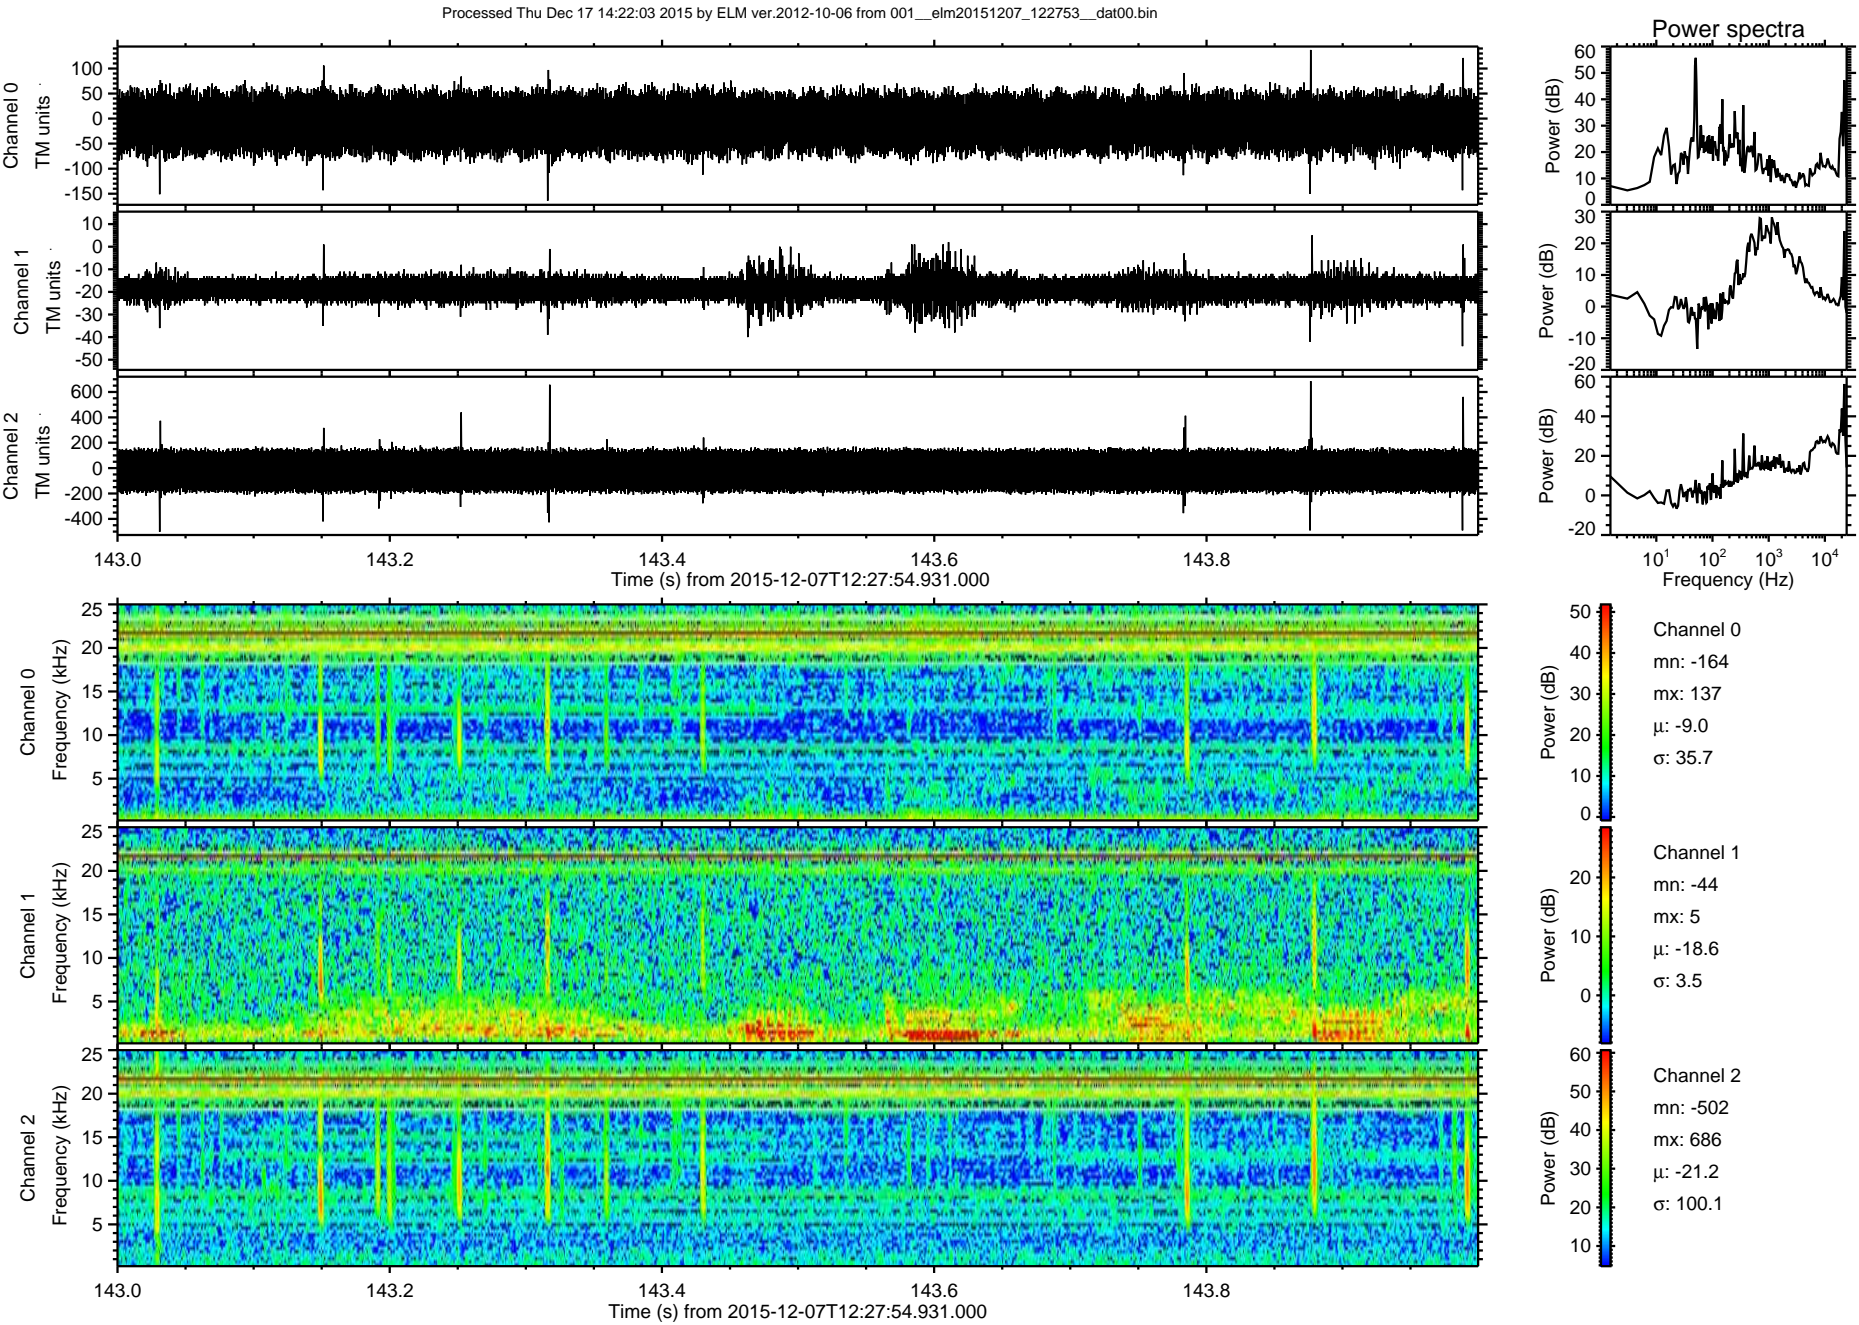 Processed Thu Dec 17 14:22:03 2015 by ELM ver.2012-10-06 from 001__elm20151207_122753__dat00.bin
Power spectra
Channel 0
TM units
100
50
0
-50
-100
-150
Power (dB)
60
50
40
30
20
10
0
Channel 1
TM units
10
0
-10
-20
-30
-40
-50
Power (dB)
30
20
10
0
-10
-20
Channel 2
TM units
600
400
200
0
-200
-400
Power (dB)
60
40
20
0
-20
143.0 143.2 143.4 143.6 143.8
Time (s) from 2015-12-07T12:27:54.931.000
10¹ 10² 10³ 10⁴
Frequency (Hz)
Channel 0
Frequency (kHz)
25
20
15
10
5
Power (dB)
50
40
30
20
10
0
Channel 0
mn: -164
mx: 137
μ: -9.0
σ: 35.7
Channel 1
Frequency (kHz)
25
20
15
10
5
Power (dB)
20
10
0
Channel 1
mn: -44
mx: 5
μ: -18.6
σ: 3.5
Channel 2
Frequency (kHz)
25
20
15
10
5
Power (dB)
60
50
40
30
20
10
Channel 2
mn: -502
mx: 686
μ: -21.2
σ: 100.1
143.0 143.2 143.4 143.6 143.8
Time (s) from 2015-12-07T12:27:54.931.000